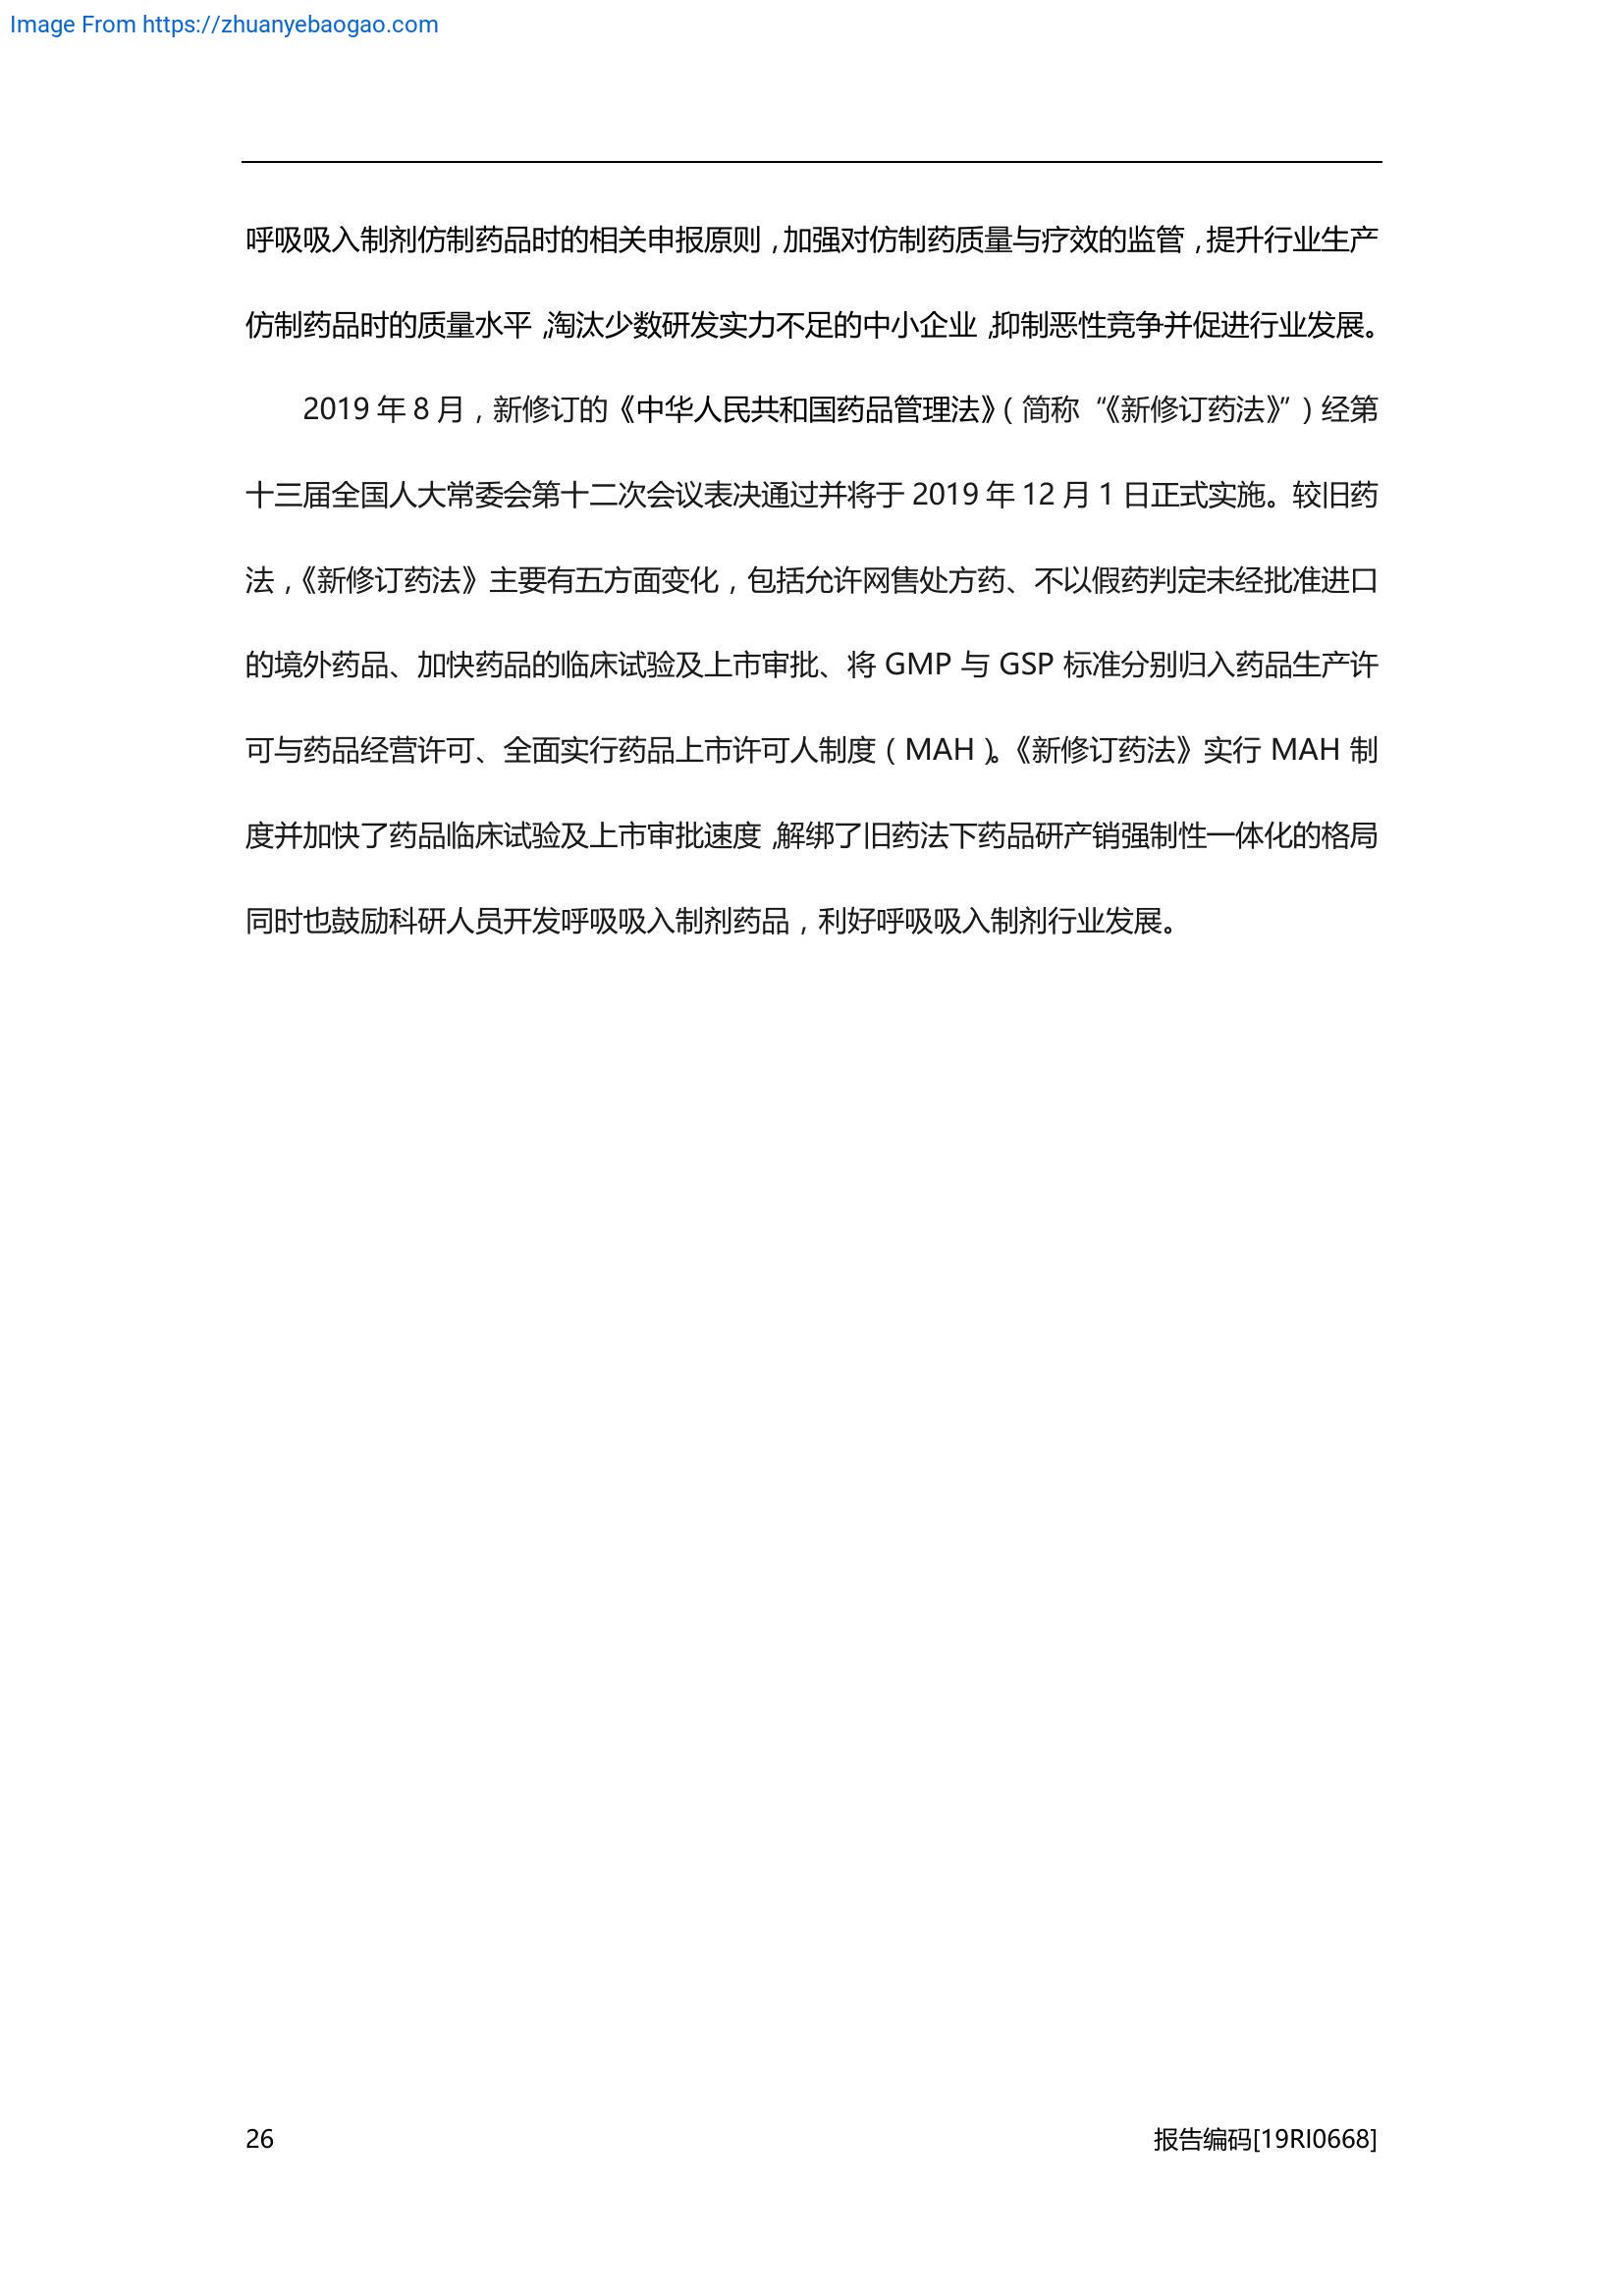 Image From https://zhuanyebaogao.com
呼吸吸入制剂仿制药品时的相关申报原则，加强对仿制药质量与疗效的监管，提升行业生产
仿制药品时的质量水平，淘汰少数研发实力不足的中小企业，抑制恶性竞争并促进行业发展。
2019 年 8 月，新修订的《中华人民共和国药品管理法》（简称“《新修订药法》”）经第
十三届全国人大常委会第十二次会议表决通过并将于 2019 年 12 月 1 日正式实施。较旧药
法，《新修订药法》主要有五方面变化，包括允许网售处方药、不以假药判定未经批准进口
的境外药品、加快药品的临床试验及上市审批、将 GMP 与 GSP 标准分别归入药品生产许
可与药品经营许可、全面实行药品上市许可人制度（MAH）。《新修订药法》实行 MAH 制
度并加快了药品临床试验及上市审批速度，解绑了旧药法下药品研产销强制性一体化的格局
同时也鼓励科研人员开发呼吸吸入制剂药品，利好呼吸吸入制剂行业发展。
26 报告编码[19RI0668]